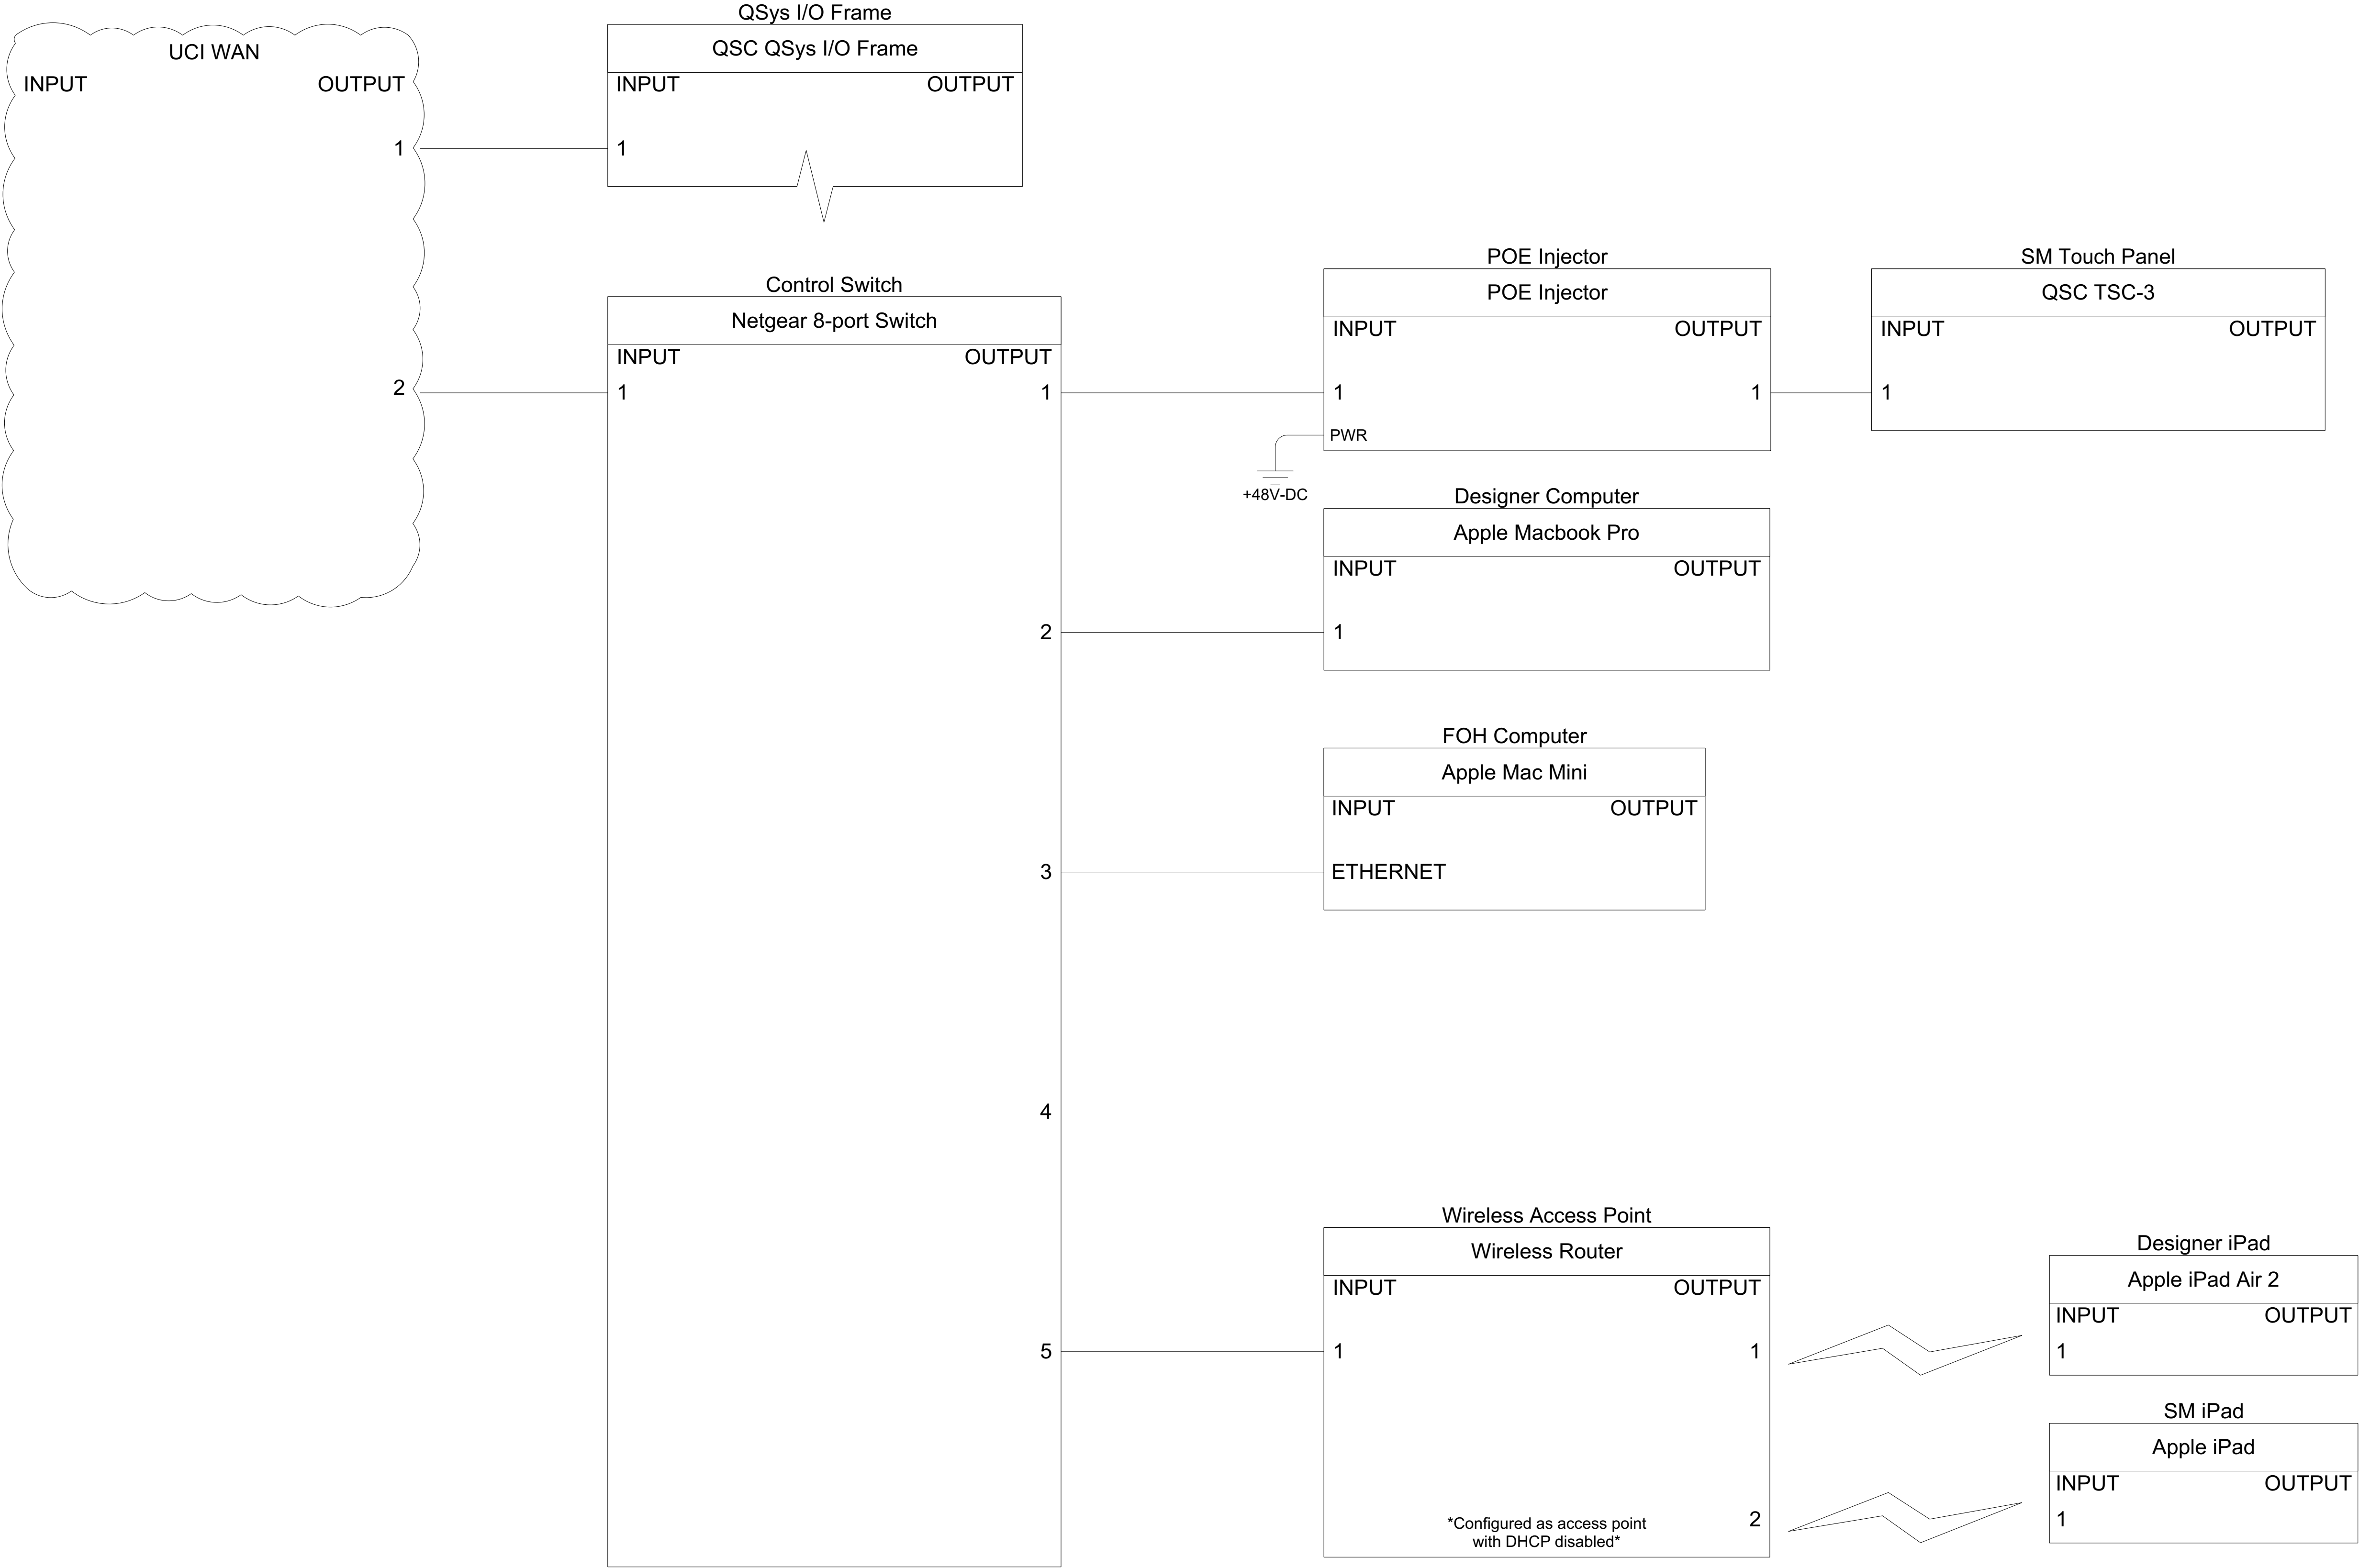 UCI WAN
INPUT OUTPUT
1
2
QSys I/O Frame
QSC QSys I/O Frame
INPUT OUTPUT
1
Control Switch
Netgear 8-port Switch
INPUT OUTPUT
1 1
2
3
4
5
POE Injector
POE Injector
INPUT OUTPUT
1 1
PWR
+48V-DC
SM Touch Panel
QSC TSC-3
INPUT OUTPUT
1
Designer Computer
Apple Macbook Pro
INPUT OUTPUT
1
FOH Computer
Apple Mac Mini
INPUT OUTPUT
ETHERNET
Wireless Access Point
Wireless Router
INPUT OUTPUT
1 1
2
*Configured as access point
with DHCP disabled*
Designer iPad
Apple iPad Air 2
INPUT OUTPUT
1
SM iPad
Apple iPad
INPUT OUTPUT
1